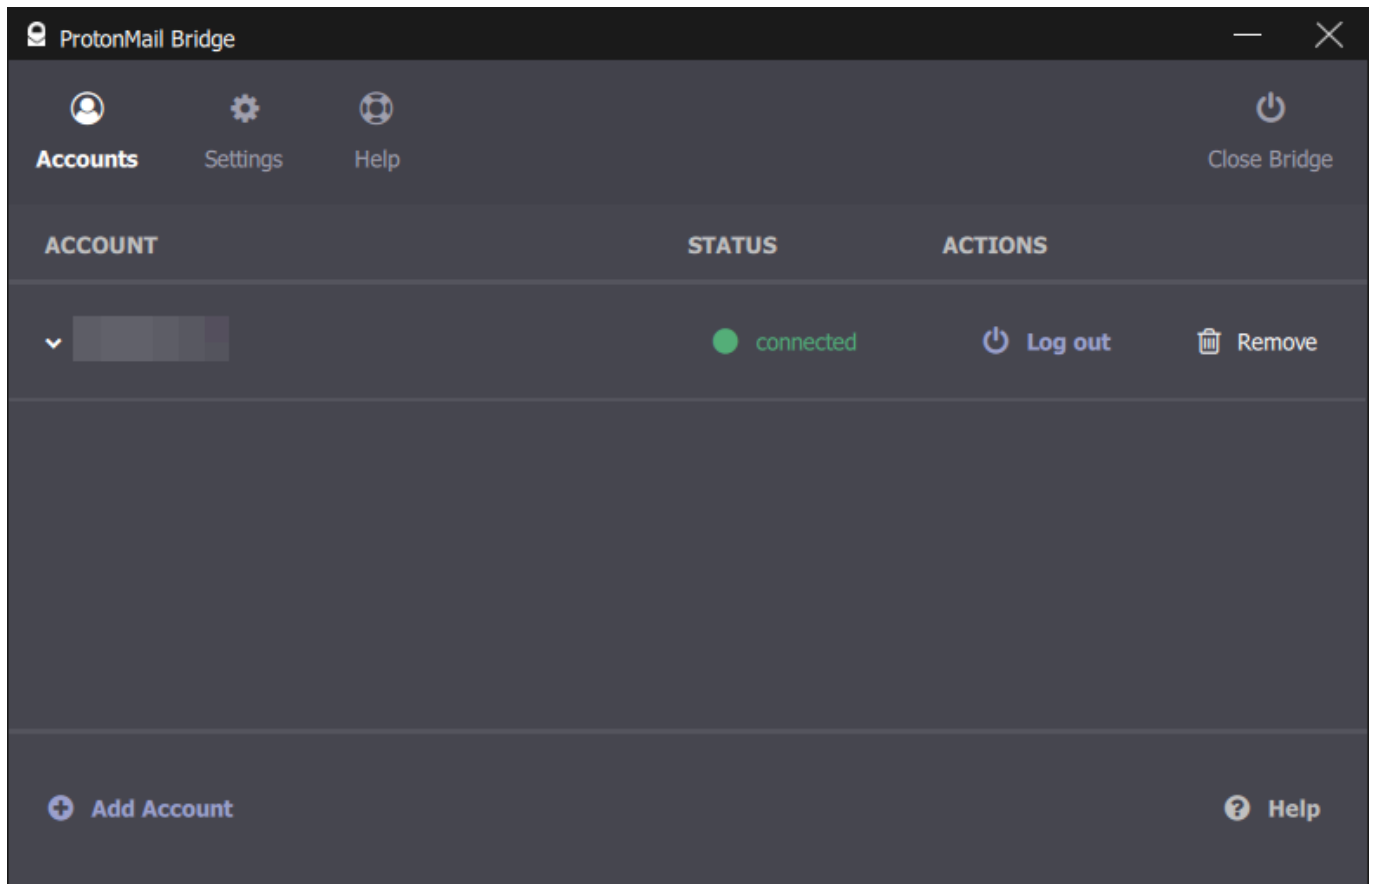 ProtonMail Bridge
Accounts Settings Help Close Bridge
ACCOUNT STATUS ACTIONS
connected Log out Remove
Add Account Help